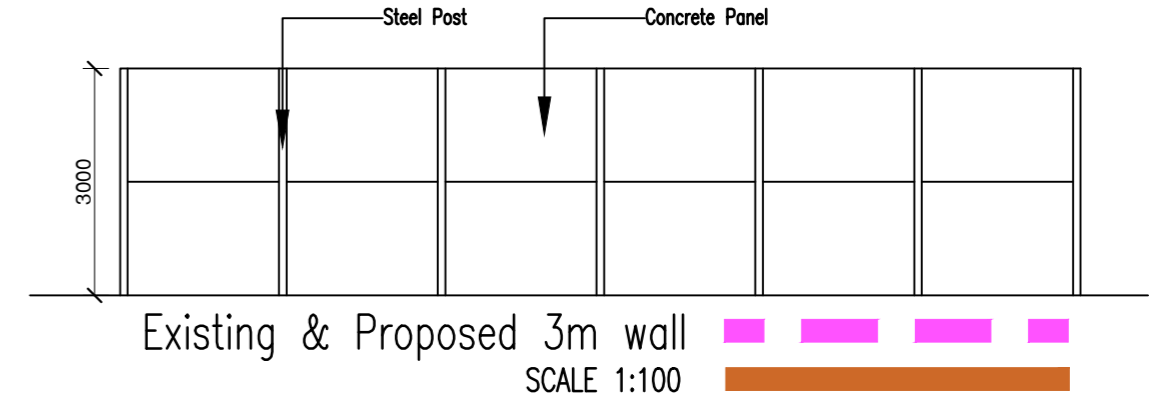 Steel Post
Concrete Panel
3000
Existing & Proposed 3m wall
SCALE 1:100